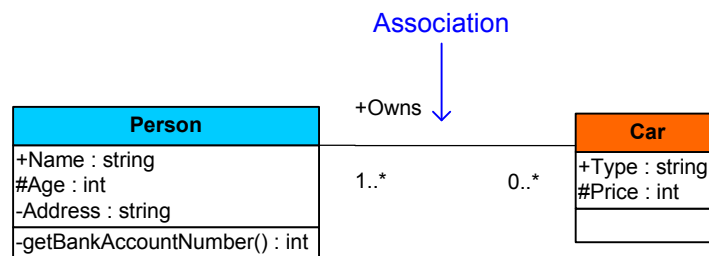 Association
+Owns
Person
+Name : string
#Age : int
-Address : string
-getBankAccountNumber() : int
1..*
0..*
Car
+Type : string
#Price : int